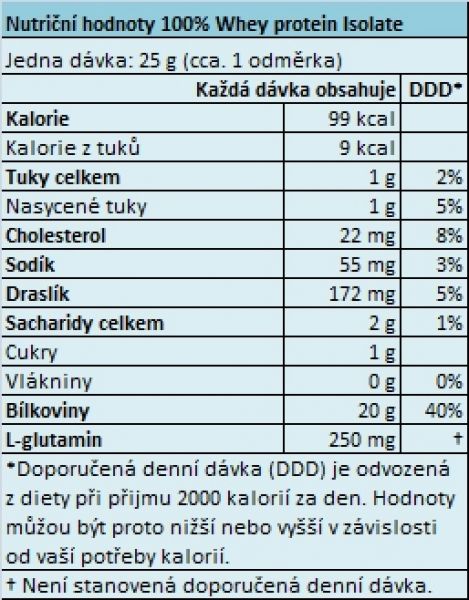 Nutriční hodnoty 100% Whey protein Isolate
Jedna dávka: 25 g (cca. 1 odměrka)
Každá dávka obsahuje DDD*
Kalorie 99 kcal
Kalorie z tuků 9 kcal
Tuky celkem 1 g 2%
Nasycené tuky 1 g 5%
Cholesterol 22 mg 8%
Sodík 55 mg 3%
Draslík 172 mg 5%
Sacharidy celkem 2 g 1%
Cukry 1 g
Vlákniny 0 g 0%
Bílkoviny 20 g 40%
L-glutamin 250 mg †
*Doporučená denní dávka (DDD) je odvozená
z diety při přijmu 2000 kalorií za den. Hodnoty
můžou být proto nižší nebo vyšší v závislosti
od vaší potřeby kalorií.
† Není stanovená doporučená denní dávka.